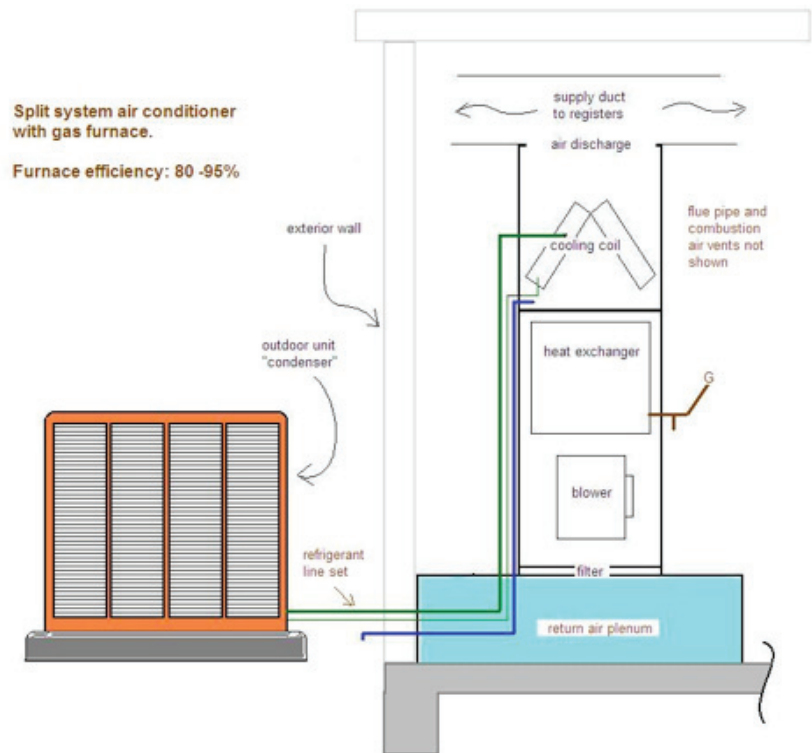 Split system air conditioner
with gas furnace.
Furnace efficiency: 80 -95%
supply duct
to registers
air discharge
exterior wall
cooling coil
flue pipe and
combustion
air vents not
shown
outdoor unit
"condenser"
heat exchanger
G
blower
refrigerant
line set
filter
return air plenum